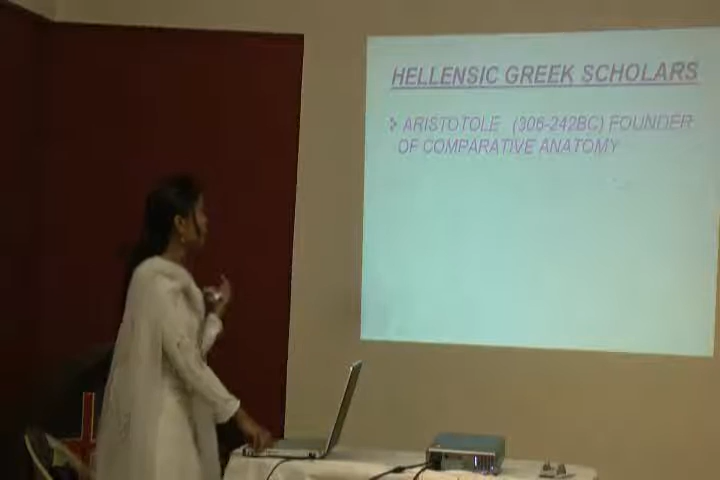 HELLENSIC GREEK SCHOLARS
ARISTOTOLE (306-242BC) FOUNDER
OF COMPARATIVE ANATOMY